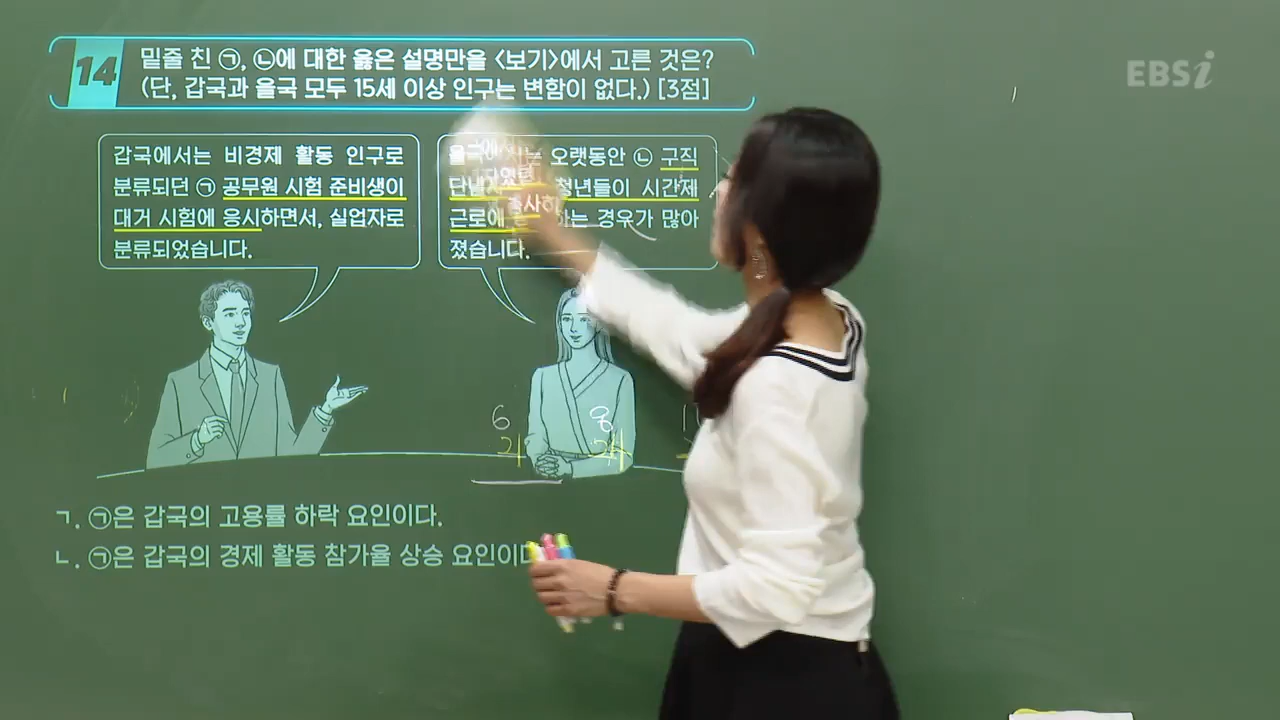 14
밑줄 친 ㉠, ㉡에 대한 옳은 설명만을 <보기>에서 고른 것은?
(단, 갑국과 을국 모두 15세 이상 인구는 변함이 없다.) [3점]
EBSi
갑국에서는 비경제 활동 인구로
분류되던 ㉠ 공무원 시험 준비생이
대거 시험에 응시하면서, 실업자로
분류되었습니다.
오랫동안 ㉡ 구직
청년들이 시간제
근로에 하는 경우가 많아
졌습니다.
6
ㄱ. ㉠은 갑국의 고용률 하락 요인이다.
ㄴ. ㉠은 갑국의 경제 활동 참가율 상승 요인이